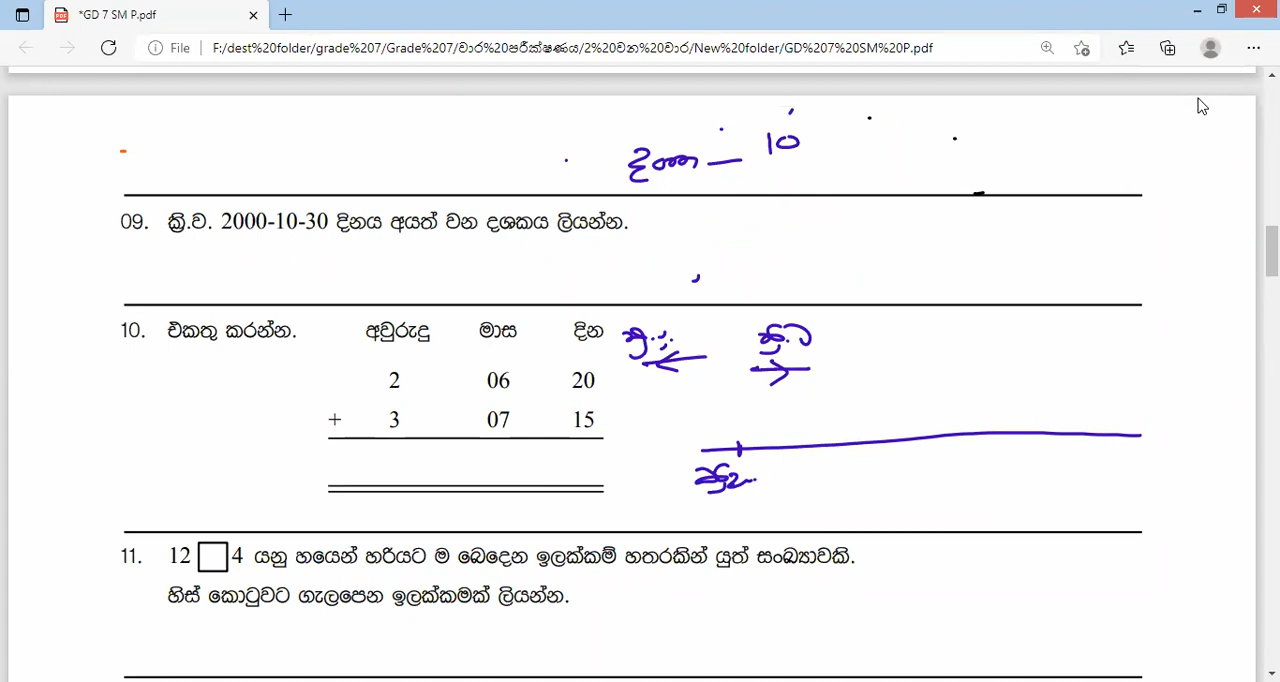 *GD 7 SM P.pdf
File F:/dest%20folder/grade%207/Grade%207/වාර%20පරීක්ෂණය/2%20වන%20වාර/New%20folder/GD%207%20SM%20P.pdf
10
09. ක්‍රි.ව. 2000-10-30 දිනය අයත් වන දශකය ලියන්න.
10. එකතු කරන්න. අවුරුදු මාස දින
2 06 20
+ 3 07 15
11. 12 4 යනු හයෙන් හරියට ම බෙදෙන ඉලක්කම් හතරකින් යුත් සංඛ්‍යාවකි.
හිස් කොටුවට ගැලපෙන ඉලක්කමක් ලියන්න.